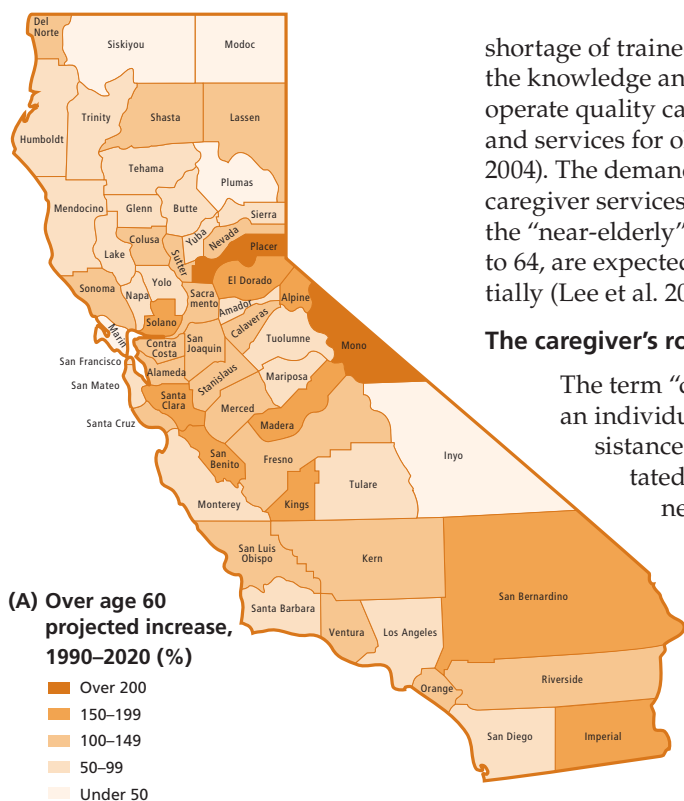 Del
Norte
Siskiyou
Modoc
Humboldt
Trinity
Shasta
Lassen
Tehama
Plumas
Mendocino
Glenn
Butte
Sierra
Yuba
Nevada
Placer
Colusa
Sutter
Lake
El Dorado
Sonoma
Yolo
Napa
Sacra
mento
Alpine
Amador
Solano
Marin
Calaveras
Contra
Costa
San
Joaquin
Tuolumne
Mono
San Francisco
Alameda
Stanislaus
Mariposa
San Mateo
Santa
Clara
Merced
Santa Cruz
Madera
San
Benito
Fresno
Inyo
Tulare
Monterey
Kings
San Luis
Obispo
Kern
San Bernardino
Santa Barbara
Ventura
Los Angeles
Orange
Riverside
San Diego
Imperial
(A) Over age 60
projected increase,
1990–2020 (%)
Over 200
150–199
100–149
50–99
Under 50
shortage of traine
the knowledge an
operate quality ca
and services for ol
2004). The demand
caregiver services
the “near-elderly”
to 64, are expected
tially (Lee et al. 20
The caregiver’s ro
The term “c
an individu
sistance
tated
ne